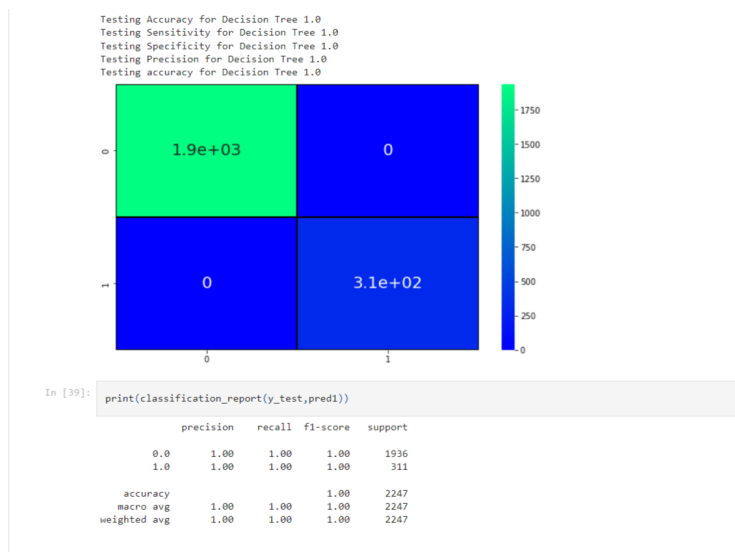 Testing Accuracy for Decision Tree 1.0
Testing Sensitivity for Decision Tree 1.0
Testing Specificity for Decision Tree 1.0
Testing Precision for Decision Tree 1.0
Testing accuracy for Decision Tree 1.0
1750
0 1.9e+03 0
1500
1250
1000
750
1 0 3.1e+02
500
250
0
0 1
In [39]: print(classification_report(y_test,pred1))
precision recall f1-score support
0.0 1.00 1.00 1.00 1936
1.0 1.00 1.00 1.00 311
accuracy 1.00 2247
macro avg 1.00 1.00 1.00 2247
weighted avg 1.00 1.00 1.00 2247